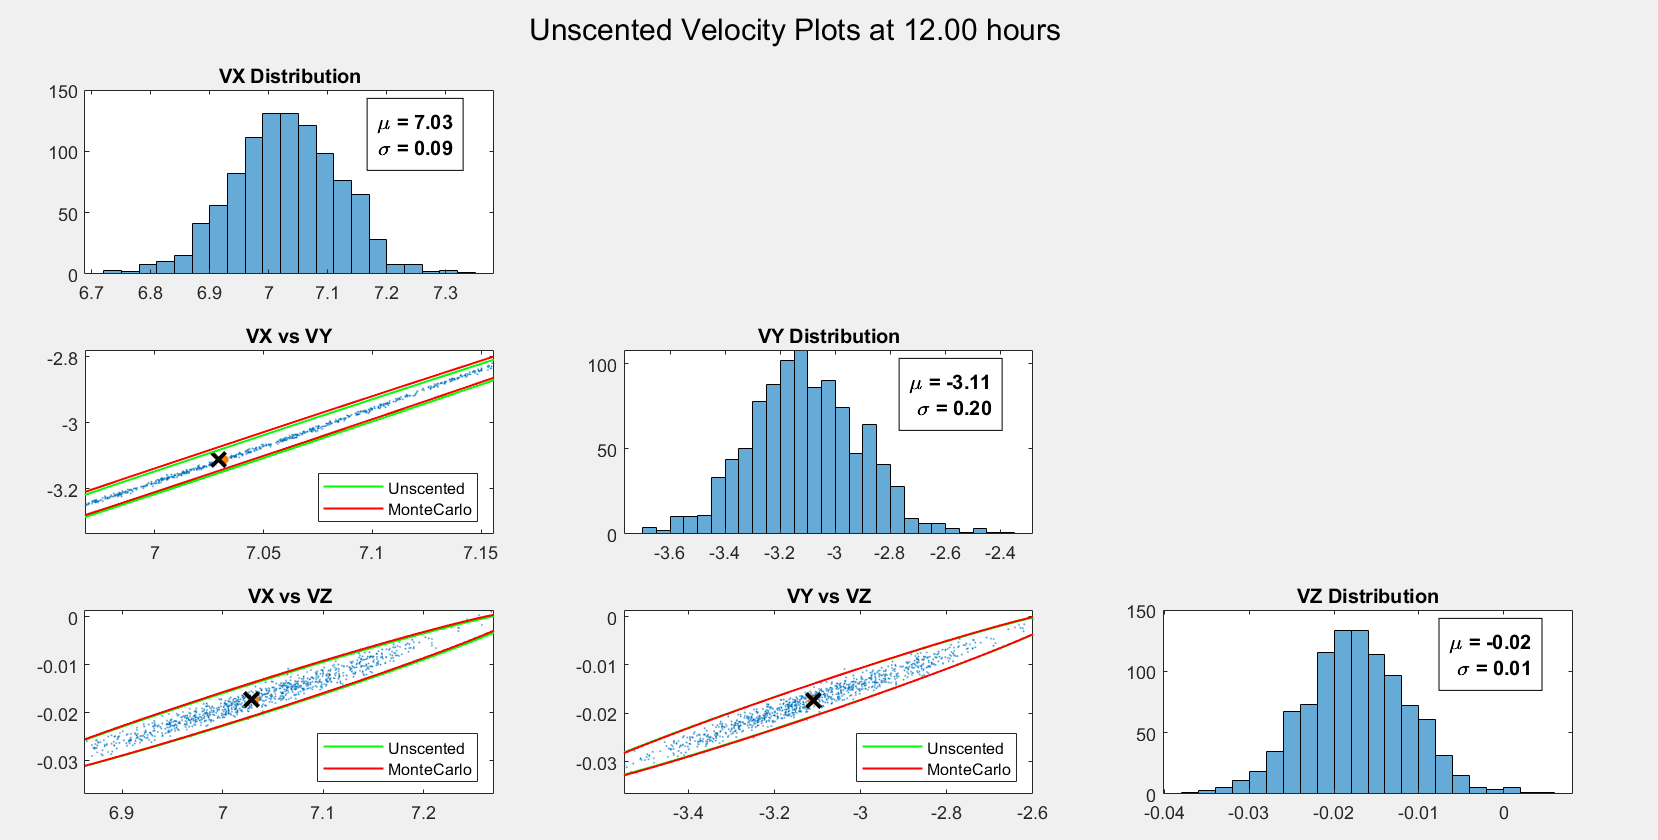 Unscented Velocity Plots at 12.00 hours
VX Distribution
150
100
50
0
μ = 7.03
σ = 0.09
6.7 6.8 6.9 7 7.1 7.2 7.3
VX vs VY
-2.8
-3
-3.2
Unscented
MonteCarlo
7 7.05 7.1 7.15
VY Distribution
100
50
0
μ = -3.11
σ = 0.20
-3.6 -3.4 -3.2 -3 -2.8 -2.6 -2.4
VX vs VZ
0
-0.01
-0.02
-0.03
Unscented
MonteCarlo
6.9 7 7.1 7.2
VY vs VZ
0
-0.01
-0.02
-0.03
Unscented
MonteCarlo
-3.4 -3.2 -3 -2.8 -2.6
VZ Distribution
150
100
50
0
μ = -0.02
σ = 0.01
-0.04 -0.03 -0.02 -0.01 0